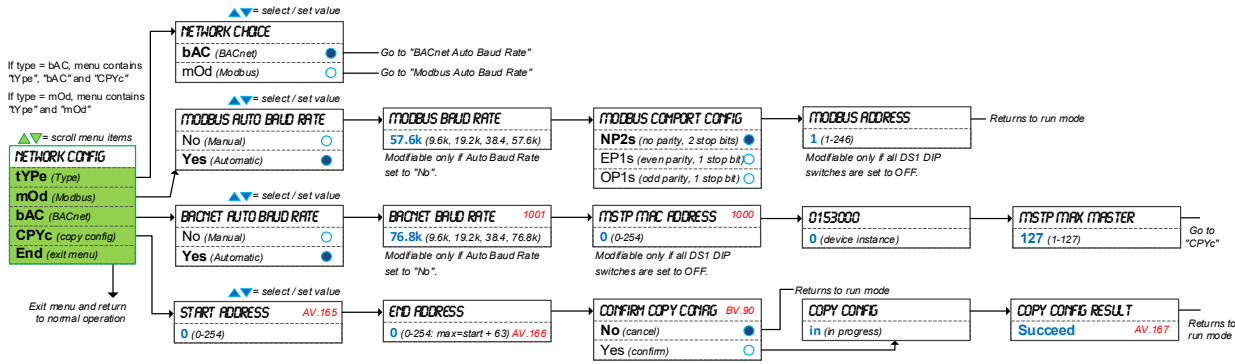 = select / set value
NETWORK CHOICE
bAC (BACnet)
Go to "BACnet Auto Baud Rate"
mOd (Modbus)
Go to "Modbus Auto Baud Rate"
If type = bAC, menu contains
"tYpe", "bAC" and "CPYc"
If type = mOd, menu contains
"tYpe" and "mOd"
= scroll menu items
NETWORK CONFIG
tYPe (Type)
mOd (Modbus)
bAC (BACnet)
CPYc (copy config)
End (exit menu)
Exit menu and return
to normal operation
= select / set value
MODBUS AUTO BAUD RATE
No (Manual)
Yes (Automatic)
MODBUS BAUD RATE
57.6k (9.6k, 19.2k, 38.4, 57.6k)
Modifiable only if Auto Baud Rate
set to "No".
MODBUS COMPORT CONFIG
NP2s (no parity, 2 stop bits)
EP1s (even parity, 1 stop bit)
OP1s (odd parity, 1 stop bit)
MODBUS ADDRESS
1 (1-246)
Modifiable only if all DS1 DIP
switches are set to OFF.
Returns to run mode
= select / set value
BACNET AUTO BAUD RATE
No (Manual)
Yes (Automatic)
BACNET BAUD RATE 1001
76.8k (9.6k, 19.2k, 38.4, 76.8k)
Modifiable only if Auto Baud Rate
set to "No".
MSTP MAC ADDRESS 1000
0 (0-254)
Modifiable only if all DS1 DIP
switches are set to OFF.
0153000
0 (device instance)
MSTP MAX MASTER
127 (1-127)
Go to
"CPYc"
= select / set value
START ADDRESS AV.165
0 (0-254)
END ADDRESS
0 (0-254: max=start + 63) AV.166
CONFIRM COPY CONFIG BV.90
No (cancel)
Yes (confirm)
Returns to run mode
COPY CONFIG
in (in progress)
COPY CONFIG RESULT
Succeed AV.167
Returns to
run mode